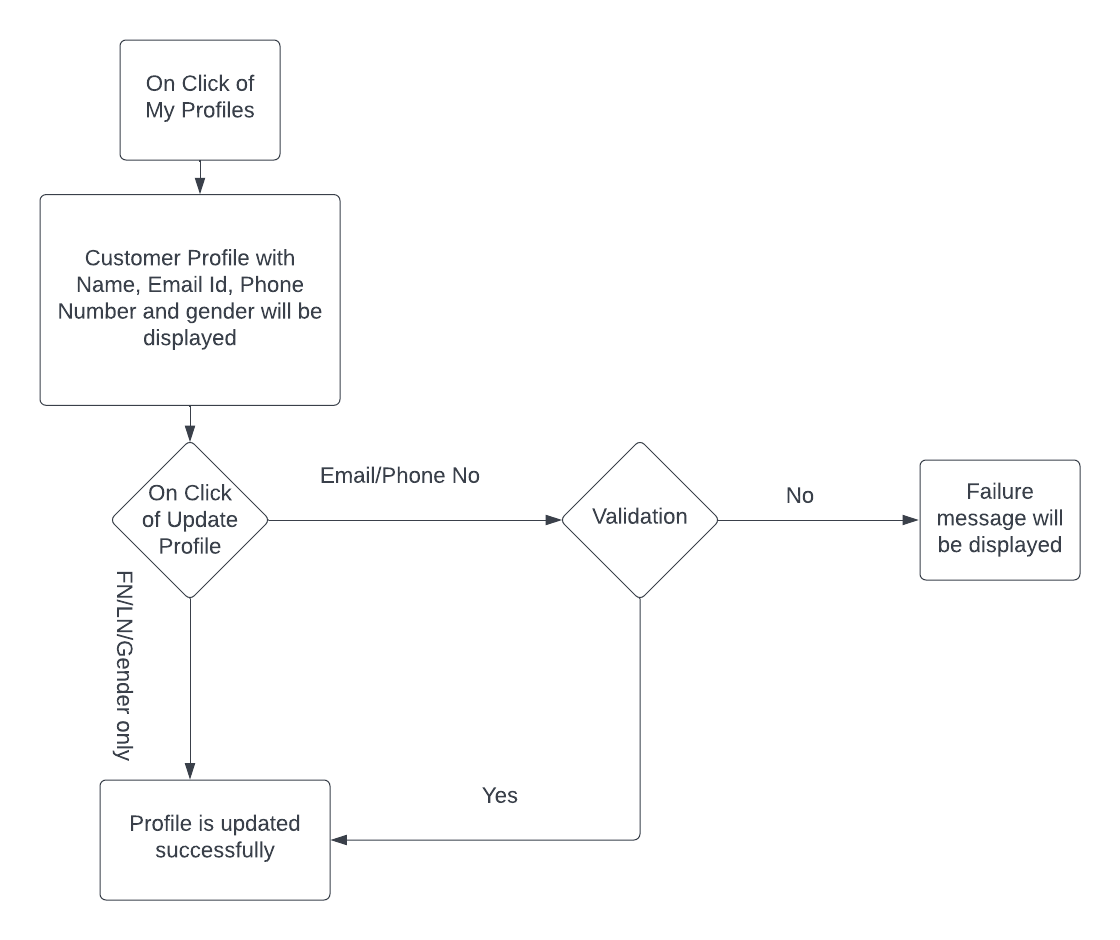 On Click of
My Profiles
Customer Profile with
Name, Email Id, Phone
Number and gender will be
displayed
On Click
of Update
Profile
Email/Phone No
Validation
No
Failure
message will
be displayed
FN/LN/Gender only
Yes
Profile is updated
successfully